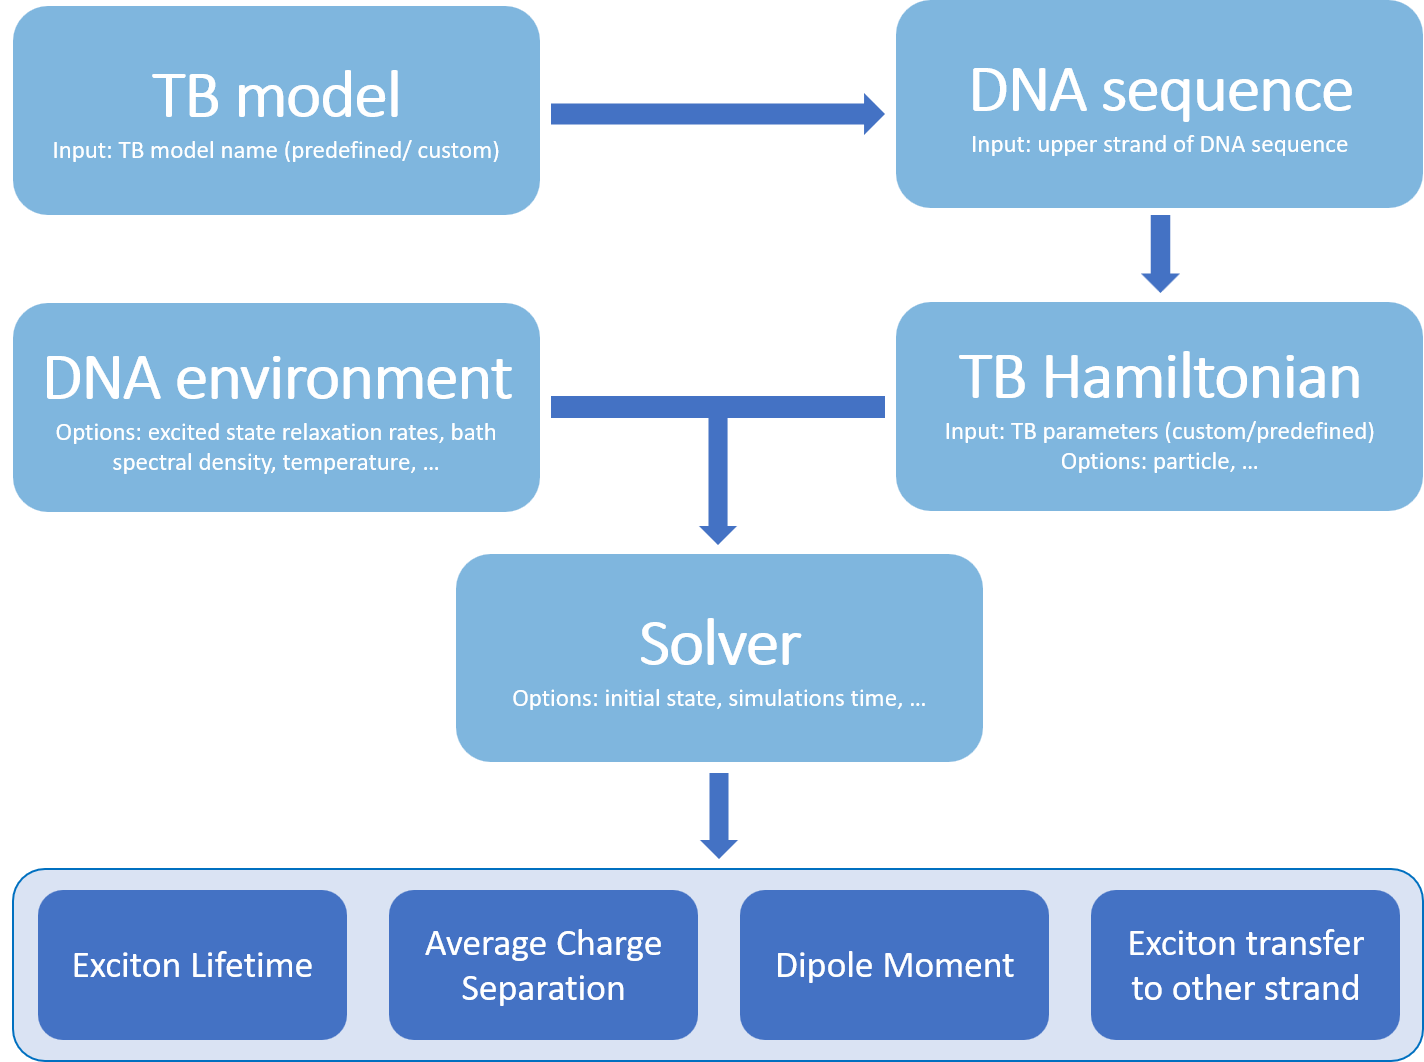 TB model
Input: TB model name (predefined/ custom)
DNA sequence
Input: upper strand of DNA sequence
DNA environment
Options: excited state relaxation rates, bath
spectral density, temperature, ...
TB Hamiltonian
Input: TB parameters (custom/predefined)
Options: particle, ...
Solver
Options: initial state, simulations time, ...
Exciton Lifetime
Average Charge
Separation
Dipole Moment
Exciton transfer
to other strand